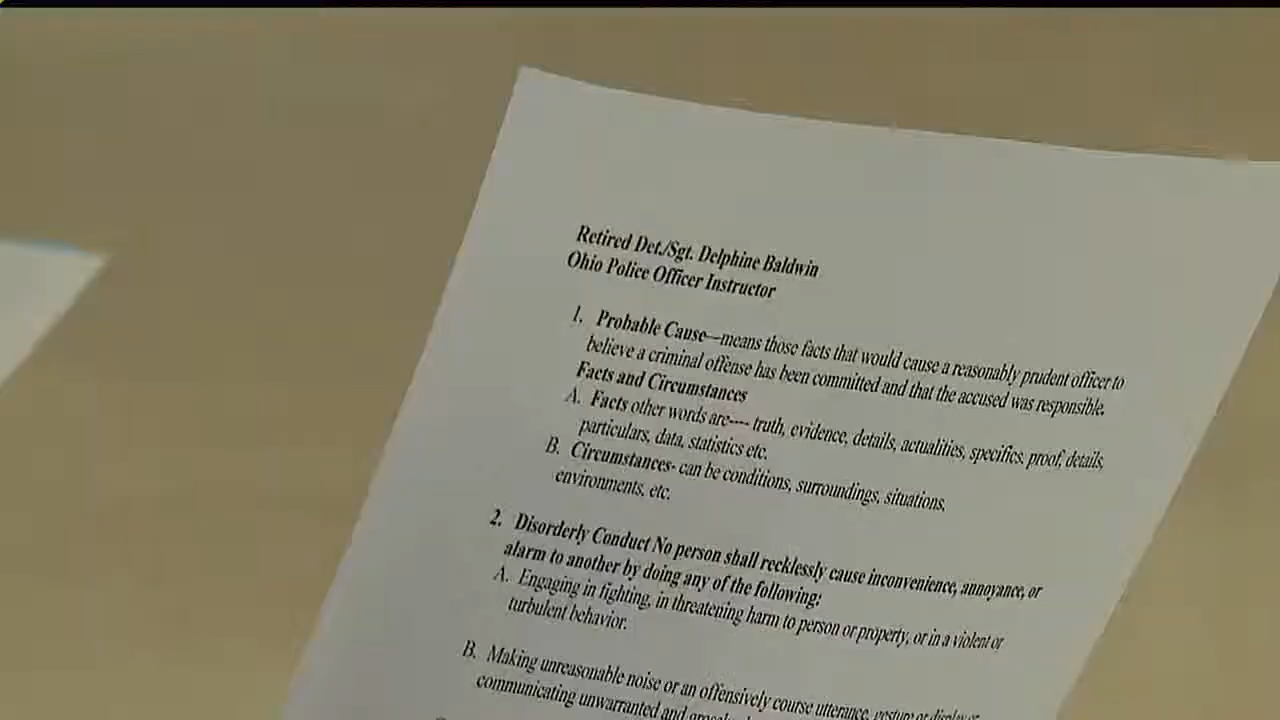 Retired Det./Sgt. Delphine Baldwin
Ohio Police Officer Instructor
1. Probable Cause—means those facts that would cause a reasonably prudent officer to
believe a criminal offense has been committed and that the accused was responsible.
Facts and Circumstances
A. Facts other words are---- truth, evidence, details, actualities, specifics, proof, details,
particulars, data, statistics etc.
B. Circumstances- can be conditions, surroundings, situations,
environments, etc.
2. Disorderly Conduct No person shall recklessly cause inconvenience, annoyance, or
alarm to another by doing any of the following:
A. Engaging in fighting, in threatening harm to person or property, or in a violent or
turbulent behavior.
B. Making unreasonable noise or an offensively course utterance, gesture or display of
communicating unwarranted and